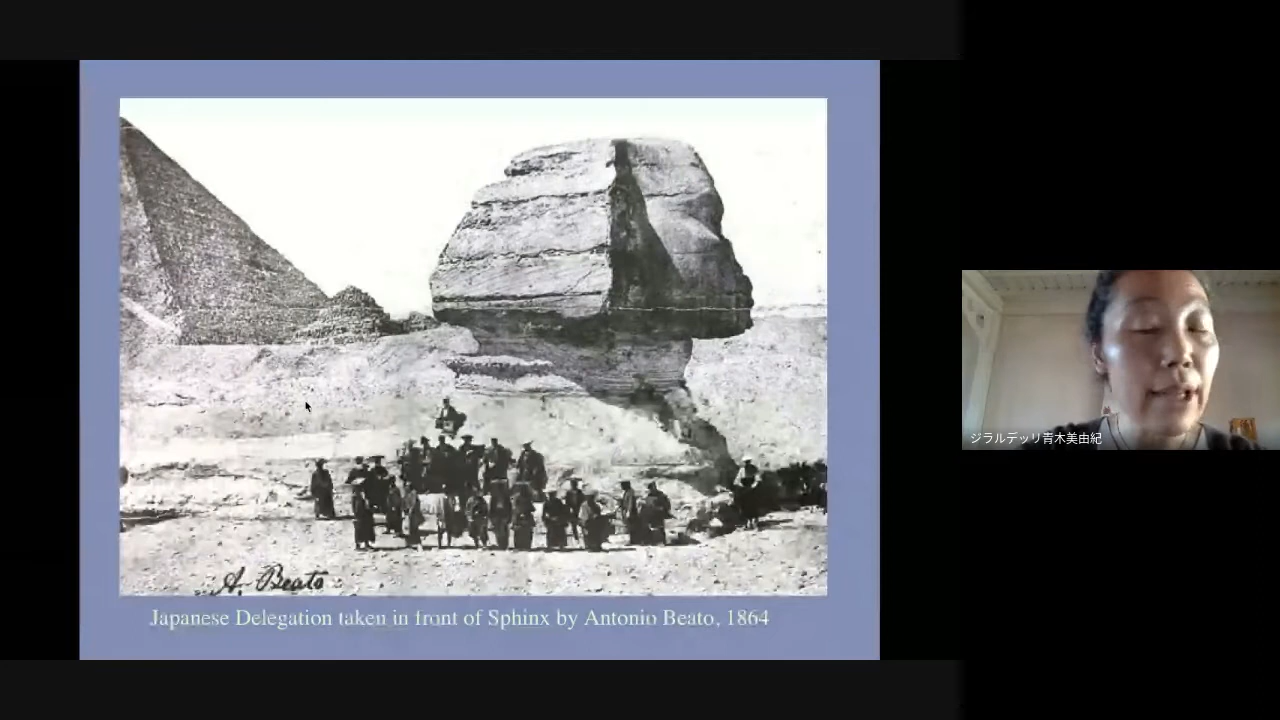 A. Beato
Japanese Delegation taken in front of Sphinx by Antonio Beato, 1864
ジラルデッリ青木美由紀